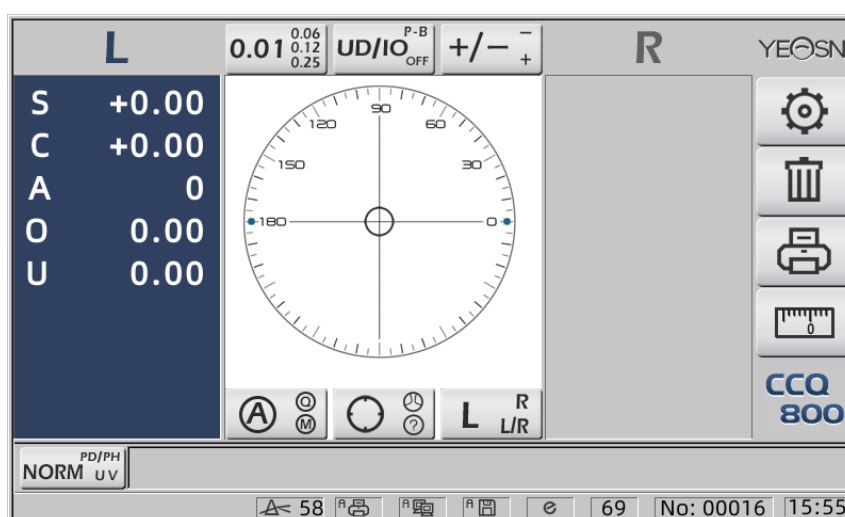 L
0.01 0.06 0.12 0.25
UD/IO P-B OFF
+/− − +
R
YEOSN
S +0.00
C +0.00
A 0
O 0.00
U 0.00
90
120 60
150 30
180 0
0
CCQ
800
A Q M
?
L R L/R
NORM PD/PH UV
A 58
A
A
A
e
69
No: 00016
15:55